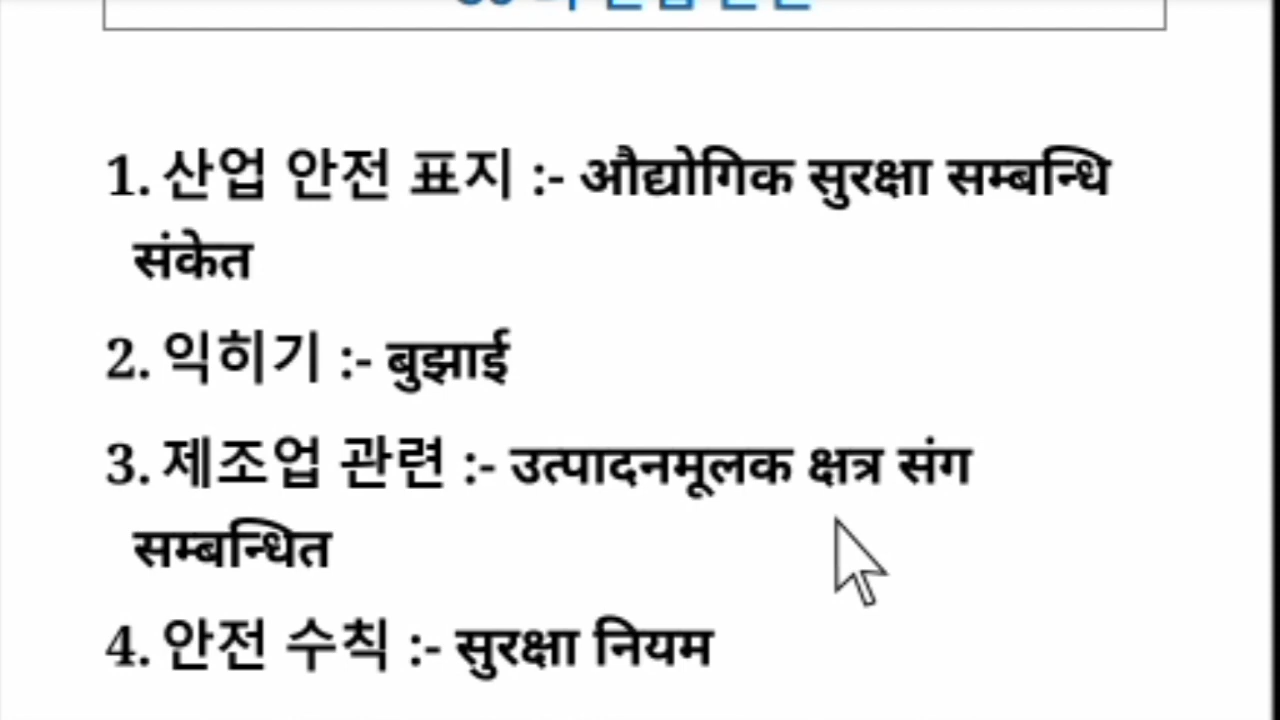 1. 산업 안전 표지 :- औद्योगिक सुरक्षा सम्बन्धि
संकेत
2. 익히기 :- बुझाई
3. 제조업 관련 :- उत्पादनमूलक क्षत्र संग
सम्बन्धित
4. 안전 수칙 :- सुरक्षा नियम